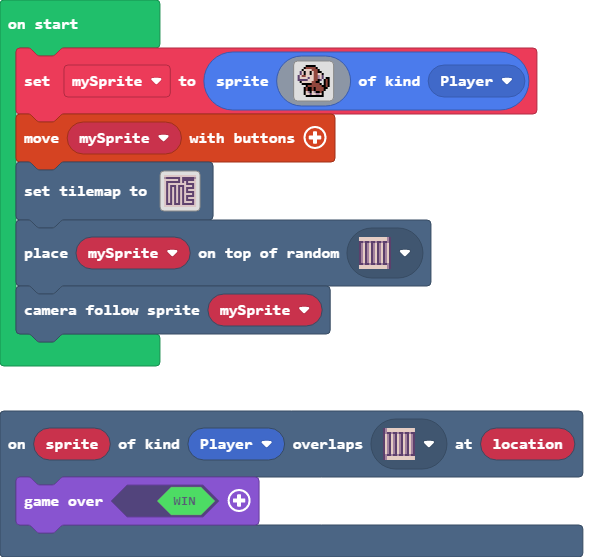 on start
set mySprite to sprite of kind Player
move mySprite with buttons
set tilemap to
place mySprite on top of random
camera follow sprite mySprite
on sprite of kind Player overlaps at location
game over WIN